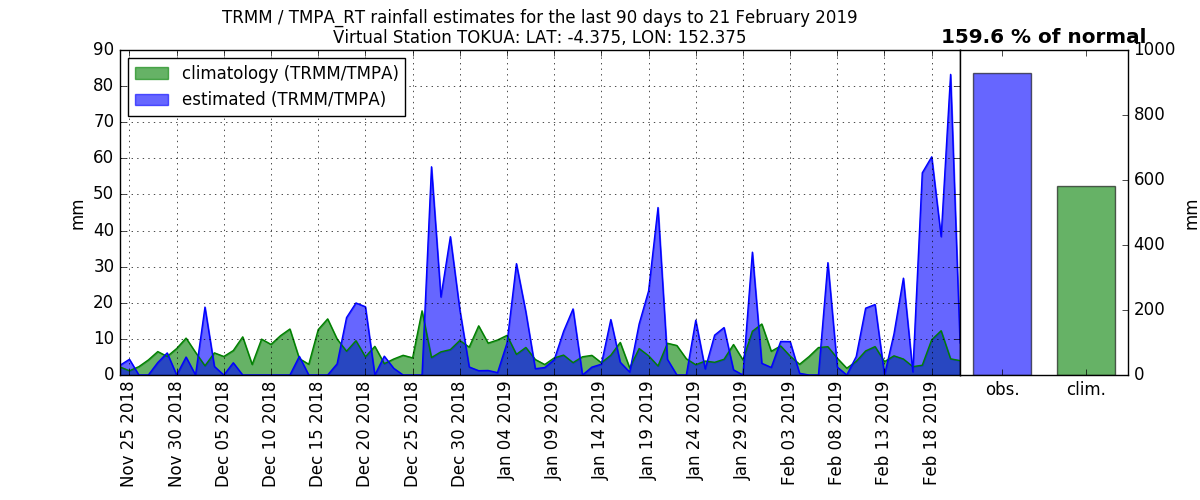 TRMM / TMPA_RT rainfall estimates for the last 90 days to 21 February 2019
Virtual Station TOKUA: LAT: -4.375, LON: 152.375
159.6 % of normal
climatology (TRMM/TMPA)
estimated (TRMM/TMPA)
mm
90
80
70
60
50
40
30
20
10
0
Nov 25 2018
Nov 30 2018
Dec 05 2018
Dec 10 2018
Dec 15 2018
Dec 20 2018
Dec 25 2018
Dec 30 2018
Jan 04 2019
Jan 09 2019
Jan 14 2019
Jan 19 2019
Jan 24 2019
Jan 29 2019
Feb 03 2019
Feb 08 2019
Feb 13 2019
Feb 18 2019
obs.
clim.
1000
800
600
400
200
0
mm